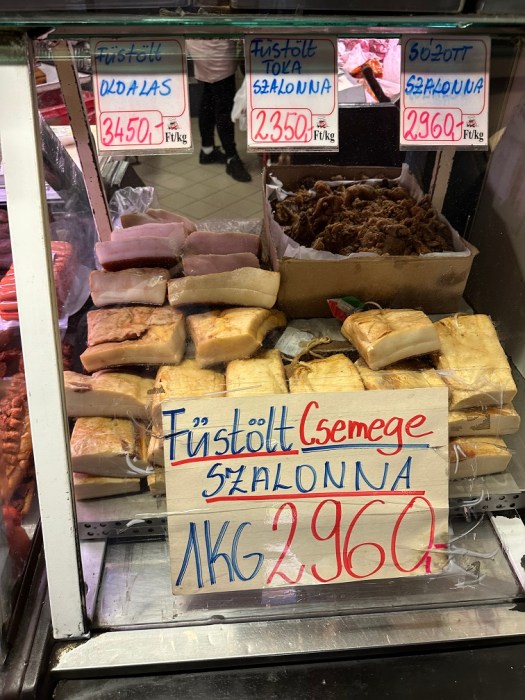 Füstölt
OLDALAS
3450,- Ft/kg
Füstölt
TOKA
SZALONNA
2350,- Ft/kg
SÓZOTT
SZALONNA
2960,- Ft/kg
Füstölt Csemege
SZALONNA
1KG 2960,-